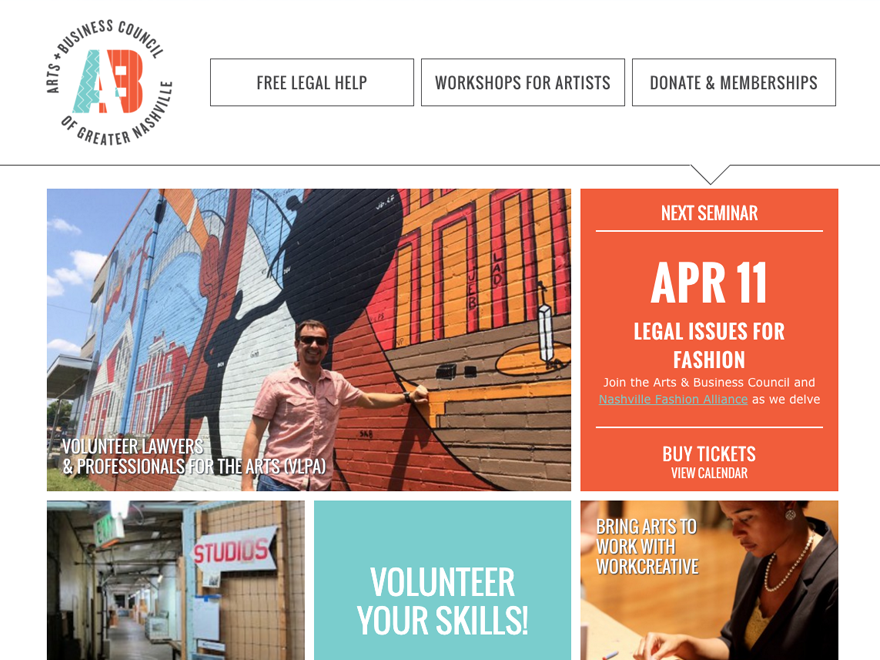 ARTS + BUSINESS COUNCIL
OF GREATER NASHVILLE
AB
FREE LEGAL HELP
WORKSHOPS FOR ARTISTS
DONATE & MEMBERSHIPS
VOLUNTEER LAWYERS
& PROFESSIONALS FOR THE ARTS (VLPA)
NEXT SEMINAR
APR 11
LEGAL ISSUES FOR
FASHION
Join the Arts & Business Council and
Nashville Fashion Alliance as we delve
BUY TICKETS
VIEW CALENDAR
EXIT
STUDIOS
VOLUNTEER
YOUR SKILLS!
BRING ARTS TO
WORK WITH
WORKCREATIVE